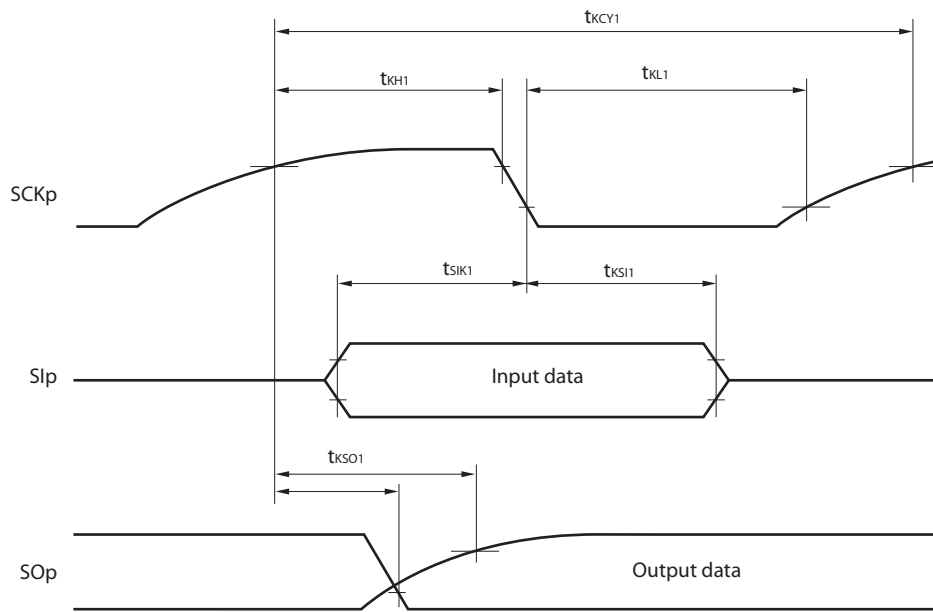 tKCY1
tKH1
tKL1
SCKp
tSIK1
tKSI1
SIp
Input data
tKSO1
SOp
Output data